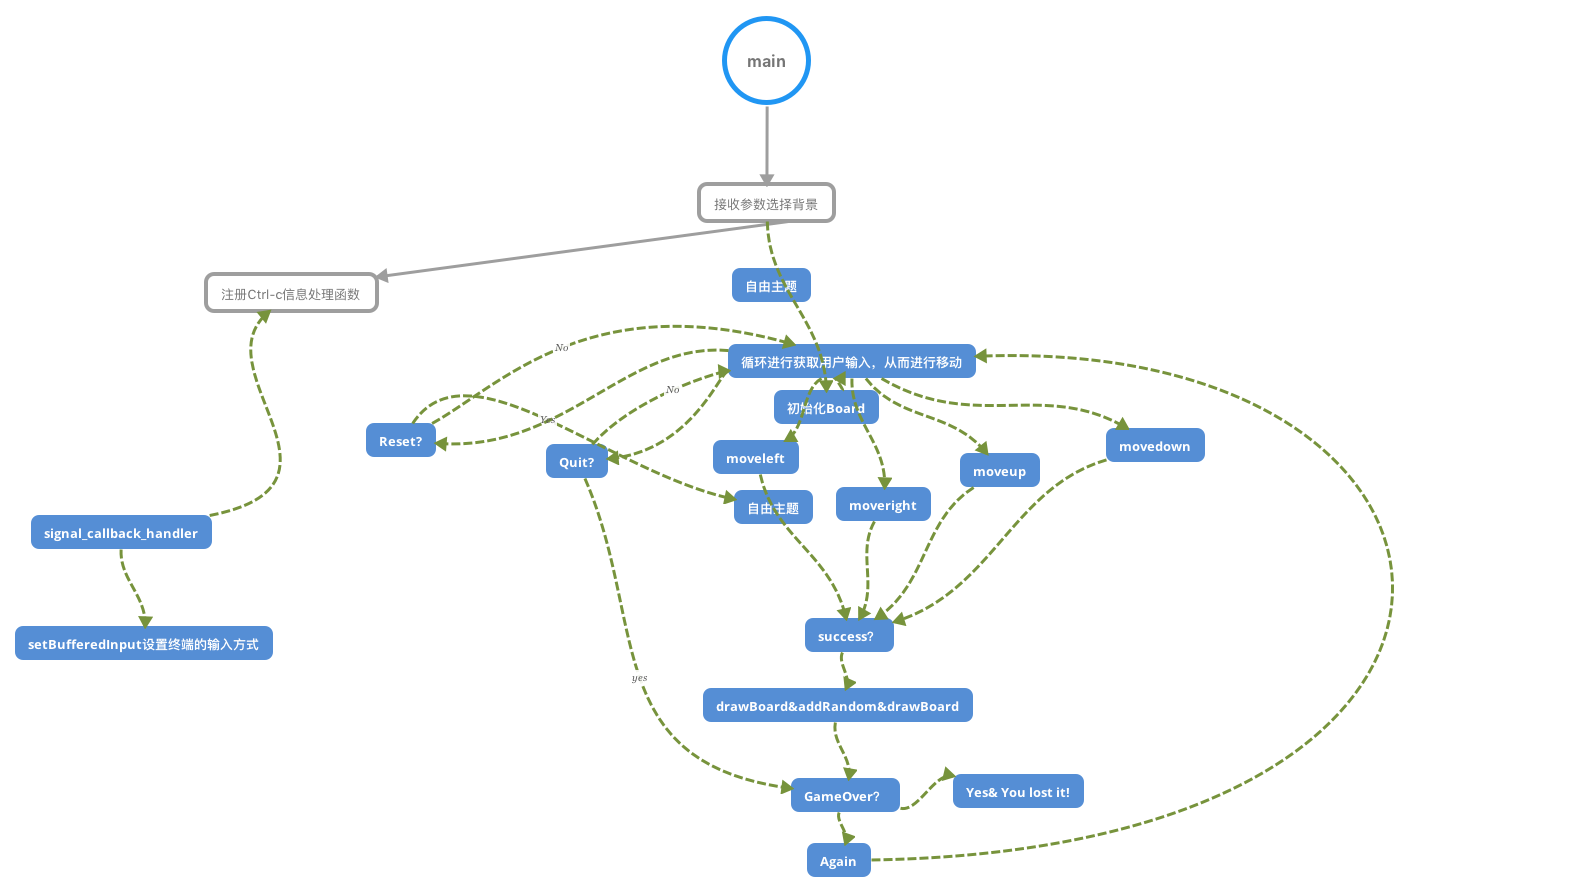 main
接收参数选择背景
注册Ctrl-c信息处理函数
自由主题
No
循环进行获取用户输入，从而进行移动
No
初始化Board
Yes
Reset?
Quit?
moveleft
moveup
movedown
自由主题
moveright
signal_callback_handler
success?
setBufferedInput设置终端的输入方式
yes
drawBoard&addRandom&drawBoard
GameOver？
Yes& You lost it!
Again